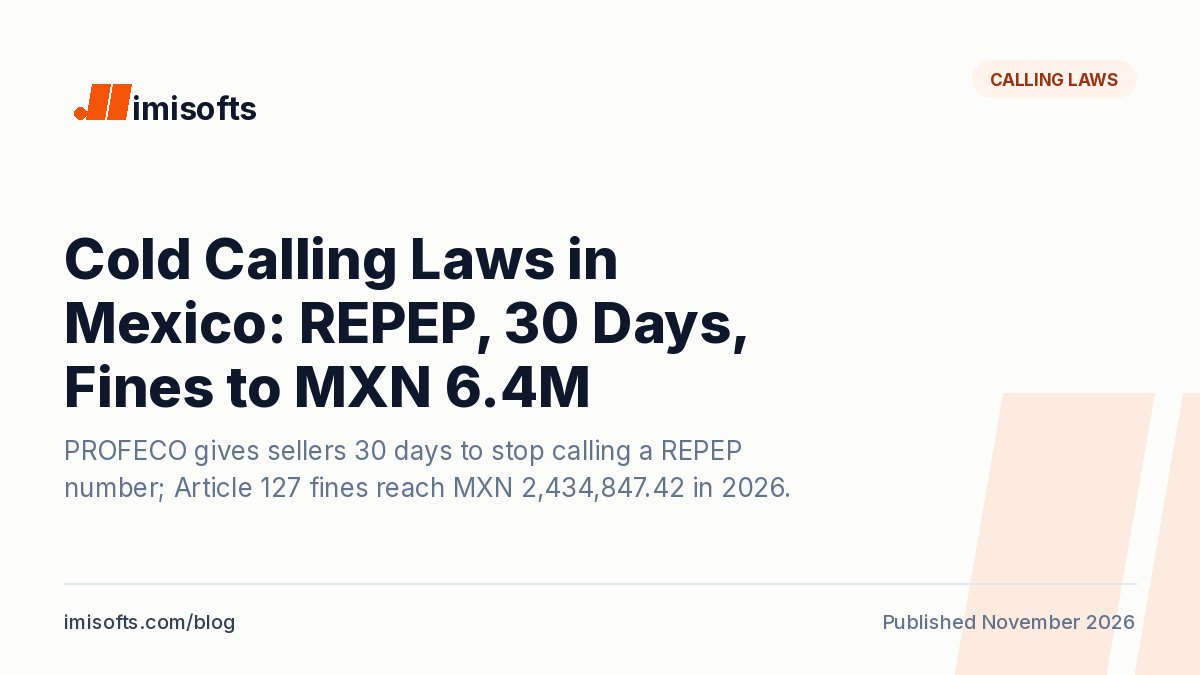 imisofts
CALLING LAWS
Cold Calling Laws in
Mexico: REPEP, 30 Days,
Fines to MXN 6.4M
PROFECO gives sellers 30 days to stop calling a REPEP
number; Article 127 fines reach MXN 2,434,847.42 in 2026.
imisofts.com/blog
Published November 2026